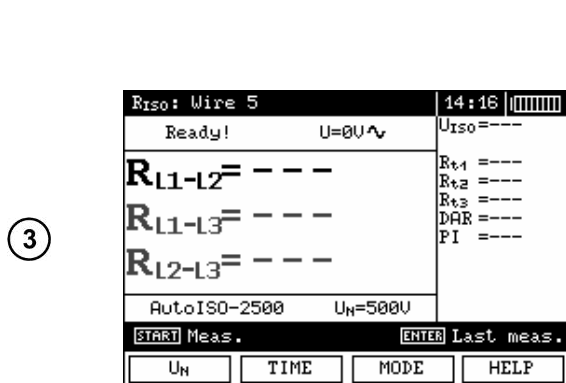 RISO: Wire 5 14:16
Ready! U=0V∿ UISO=---
RL1-L2= --- Rt1 =---
Rt2 =---
RL1-L3= --- Rt3 =---
DAR =---
PI =---
RL2-L3= ---
3
AutoISO-2500 UN=500V
START Meas. ENTER Last meas.
UN TIME MODE HELP